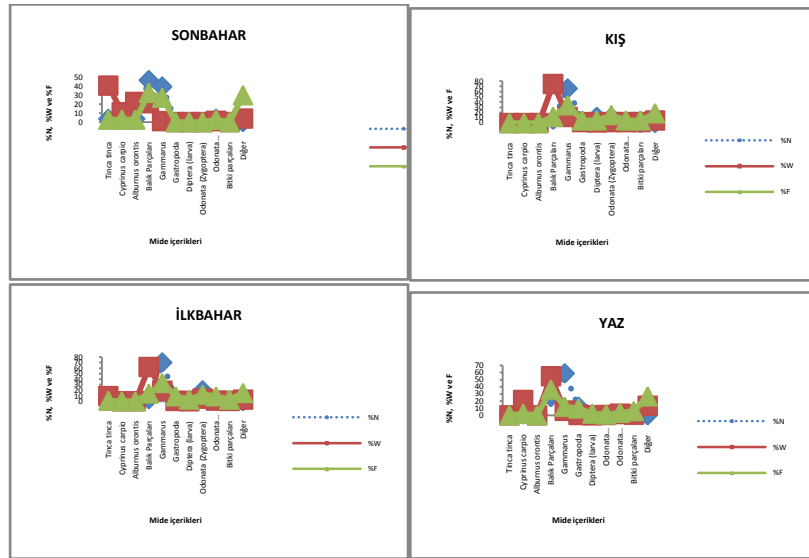 SONBAHAR
%N, %W ve %F
50
40
30
20
10
0
Tinca tinca
Cyprinus carpio
Alburnus orontis
Balık Parçaları
Gammarus
Gastropoda
Diptera (larva)
Odonata (Zygoptera)
Odonata…
Bitki parçaları
Diğer
Mide içerikleri
KIŞ
%N, %W ve F
80
60
40
20
0
Tinca tinca
Cyprinus carpio
Alburnus orontis
Balık Parçaları
Gammarus
Gastropoda
Diptera (larva)
Odonata (Zygoptera)
Odonata…
Bitki parçaları
Diğer
%N
%W
%F
Mide içerikleri
İLKBAHAR
%N, %W ve %F
80
70
60
50
40
30
20
10
0
Tinca tinca
Cyprinus carpio
Alburnus orontis
Balık Parçaları
Gammarus
Gastropoda
Diptera (larva)
Odonata (Zygoptera)
Odonata…
Bitki parçaları
Diğer
%N
%W
%F
Mide içerikleri
YAZ
%N, %W ve F
70
60
50
40
30
20
10
0
Tinca tinca
Cyprinus carpio
Alburnus orontis
Balık Parçaları
Gammarus
Gastropoda
Diptera (larva)
Odonata…
Odonata…
Bitki parçaları
Diğer
%N
%W
%F
Mide içerikleri